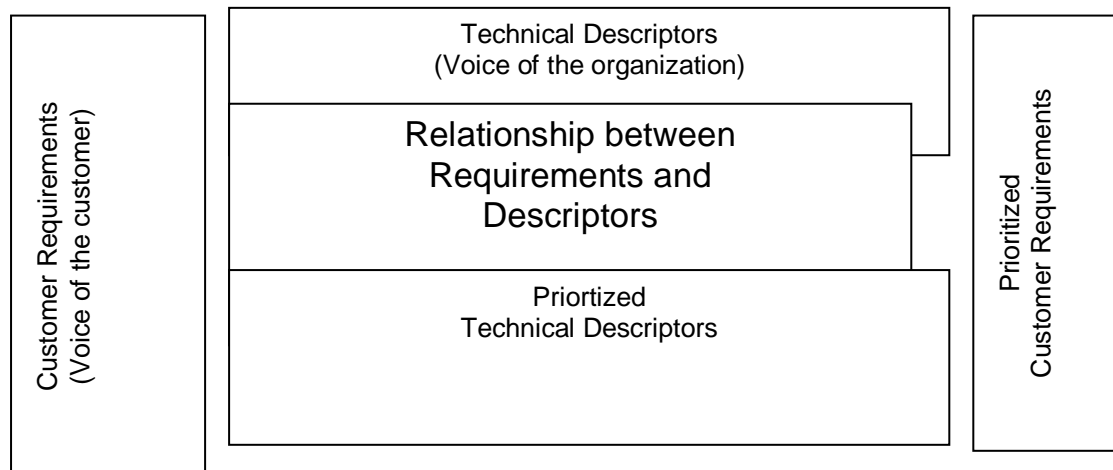 Customer Requirements
(Voice of the customer)
Technical Descriptors
(Voice of the organization)
Relationship between
Requirements and
Descriptors
Priortized
Technical Descriptors
Prioritized
Customer Requirements